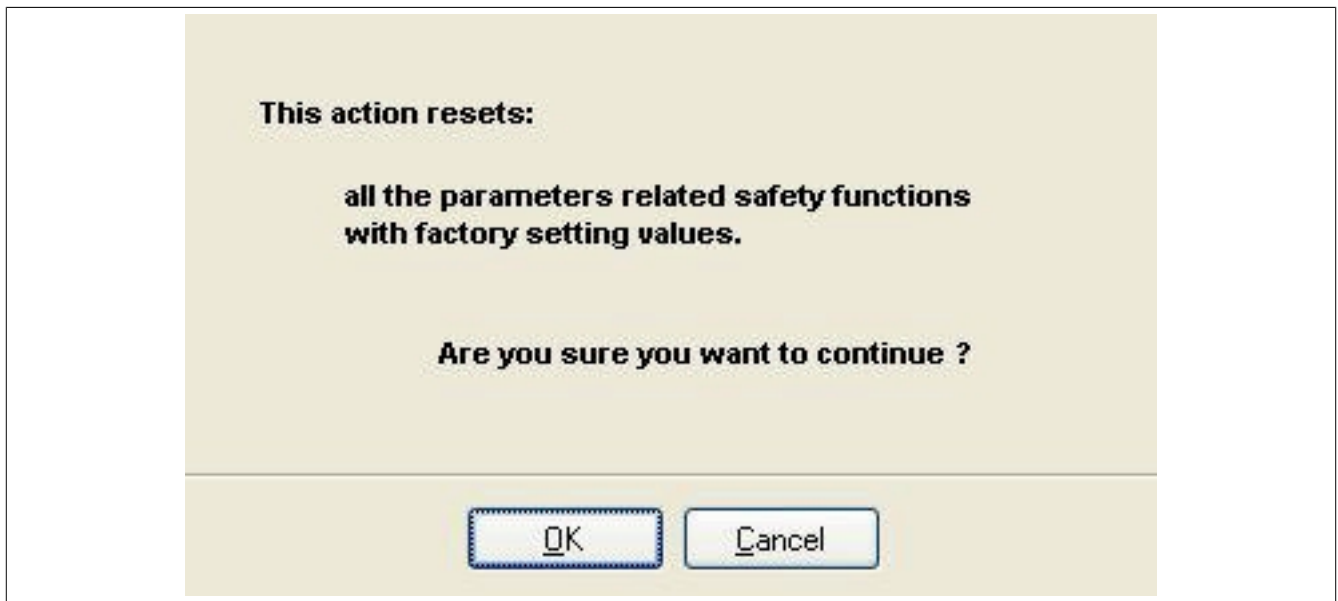 This action resets:
all the parameters related safety functions
with factory setting values.
Are you sure you want to continue ?
OK
Cancel